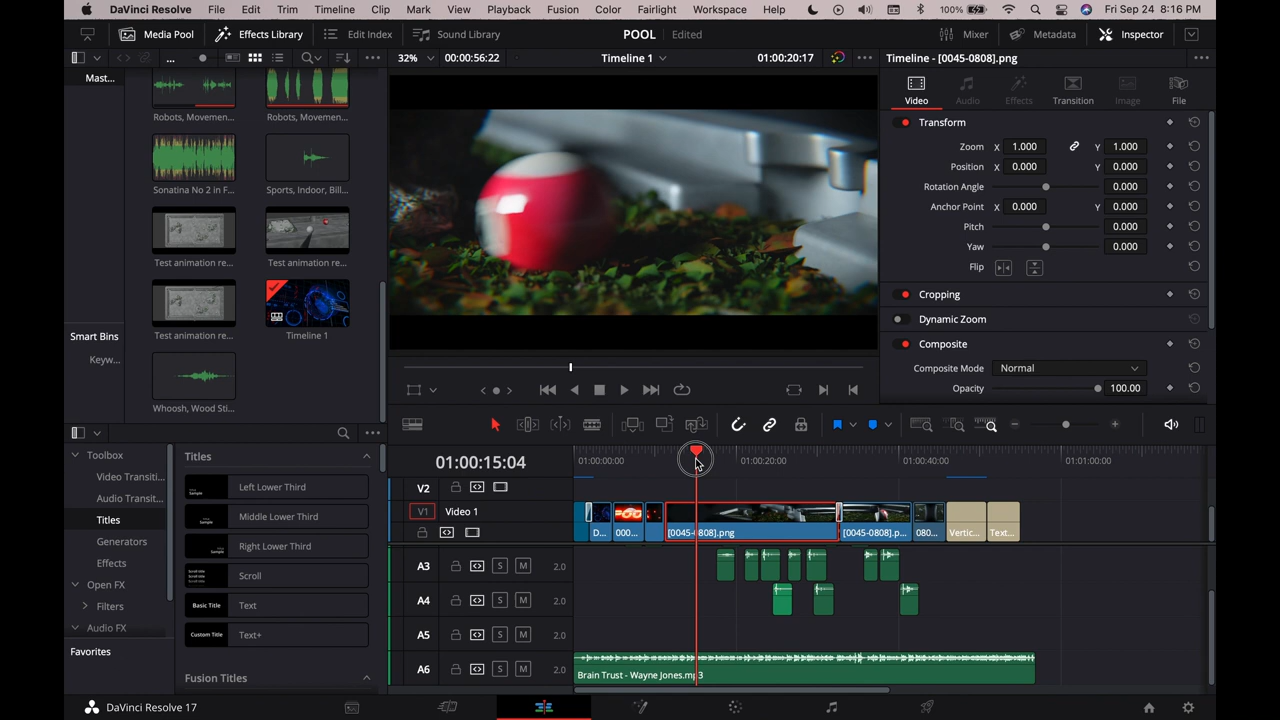 DaVinci Resolve File Edit Trim Timeline Clip Mark View Playback Fusion Color Fairlight Workspace Help 100% Fri Sep 24 8:16 PM
Media Pool Effects Library Edit Index Sound Library POOL Edited Mixer Metadata Inspector
... 32% 00:00:56:22 Timeline 1 01:00:20:17 Timeline - [0045-0808].png
Mast...
Robots, Movemen... Robots, Movemen...
Sonatina No 2 in F... Sports, Indoor, Bill...
Test animation re... Test animation re...
Test animation re... Timeline 1
Whoosh, Wood Sti...
Smart Bins
Keyw...
Video Audio Effects Transition Image File
Transform
Zoom X 1.000 Y 1.000
Position X 0.000 Y 0.000
Rotation Angle 0.000
Anchor Point X 0.000 Y 0.000
Pitch 0.000
Yaw 0.000
Flip
Cropping
Dynamic Zoom
Composite
Composite Mode Normal
Opacity 100.00
Toolbox
Video Transiti...
Audio Transit...
Titles
Generators
Effects
Open FX
Filters
Audio FX
Favorites
Titles
Left Lower Third
Middle Lower Third
Right Lower Third
Scroll
Basic Title Text
Custom Title Text+
Fusion Titles
01:00:15:04 01:00:00:00 01:00:20:00 01:00:40:00 01:01:00:00
V2
V1 Video 1
D... 000... [0045-0808].png [0045-0808].p... 080... Vertic... Text...
A3 S M 2.0
A4 S M 2.0
A5 S M 2.0
A6 S M 2.0
Brain Trust - Wayne Jones.mp3
DaVinci Resolve 17